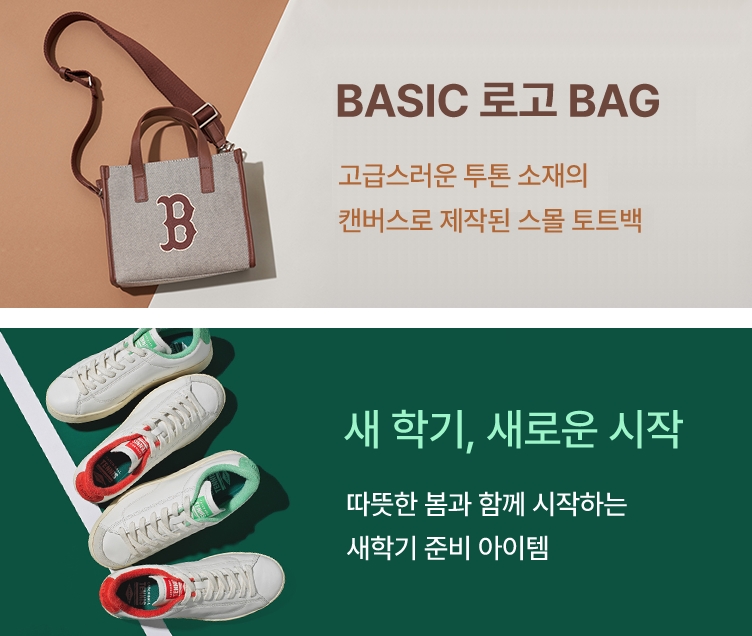 B
BASIC 로고 BAG
고급스러운 투톤 소재의
캔버스로 제작된 스몰 토트백
새 학기, 새로운 시작
따뜻한 봄과 함께 시작하는
새학기 준비 아이템